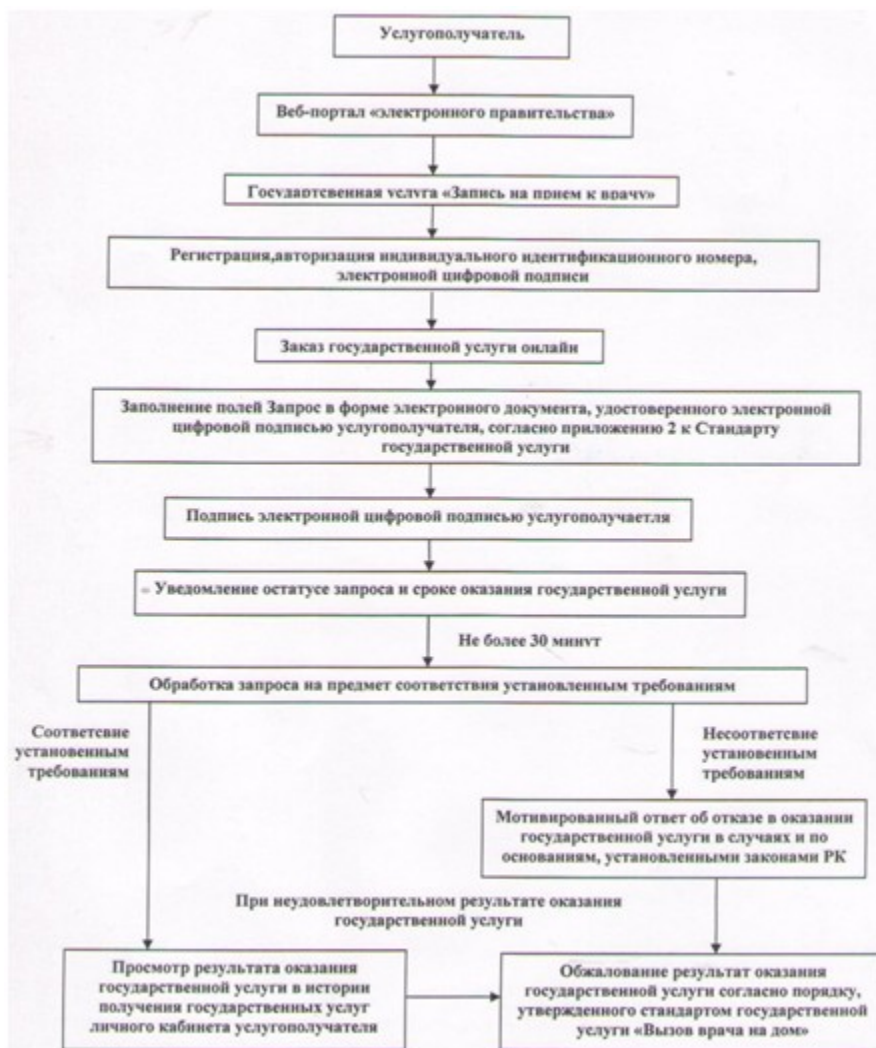 Услугополучатель
Веб-портал «электронного правительства»
Государтсвенная услуга «Запись на прием к врачу»
Регистрация,авторизация индивидуального идентификационного номера,
электронной цифровой подписи
Заказ государственной услуги онлайн
Заполнение полей Запрос в форме электронного документа, удостоверенного электронной
цифровой подписью услугополучателя, согласно приложению 2 к Стандарту
государственной услуги
Подпись электронной цифровой подписью услугополучаетля
– Уведомление остатусе запроса и сроке оказания государственной услуги
Не более 30 минут
Обработка запроса на предмет соответствия установленным требованиям
Соответсвие
установенным
требованиям
Несоответсвие
установенным
требованиям
Мотивированный ответ об отказе в оказании
государственной услуги в случаях и по
основаниям, установленными законами РК
При неудовлетворительном результате оказания
государственной услуги
Просмотр результата оказания
государственной услуги в истории
получения государственных услуг
личного кабинета услугополучателя
Обжалование результат оказания
государственной услуги согласно порядку,
утвержденного стандартом государственной
услуги «Вызов врача на дом»